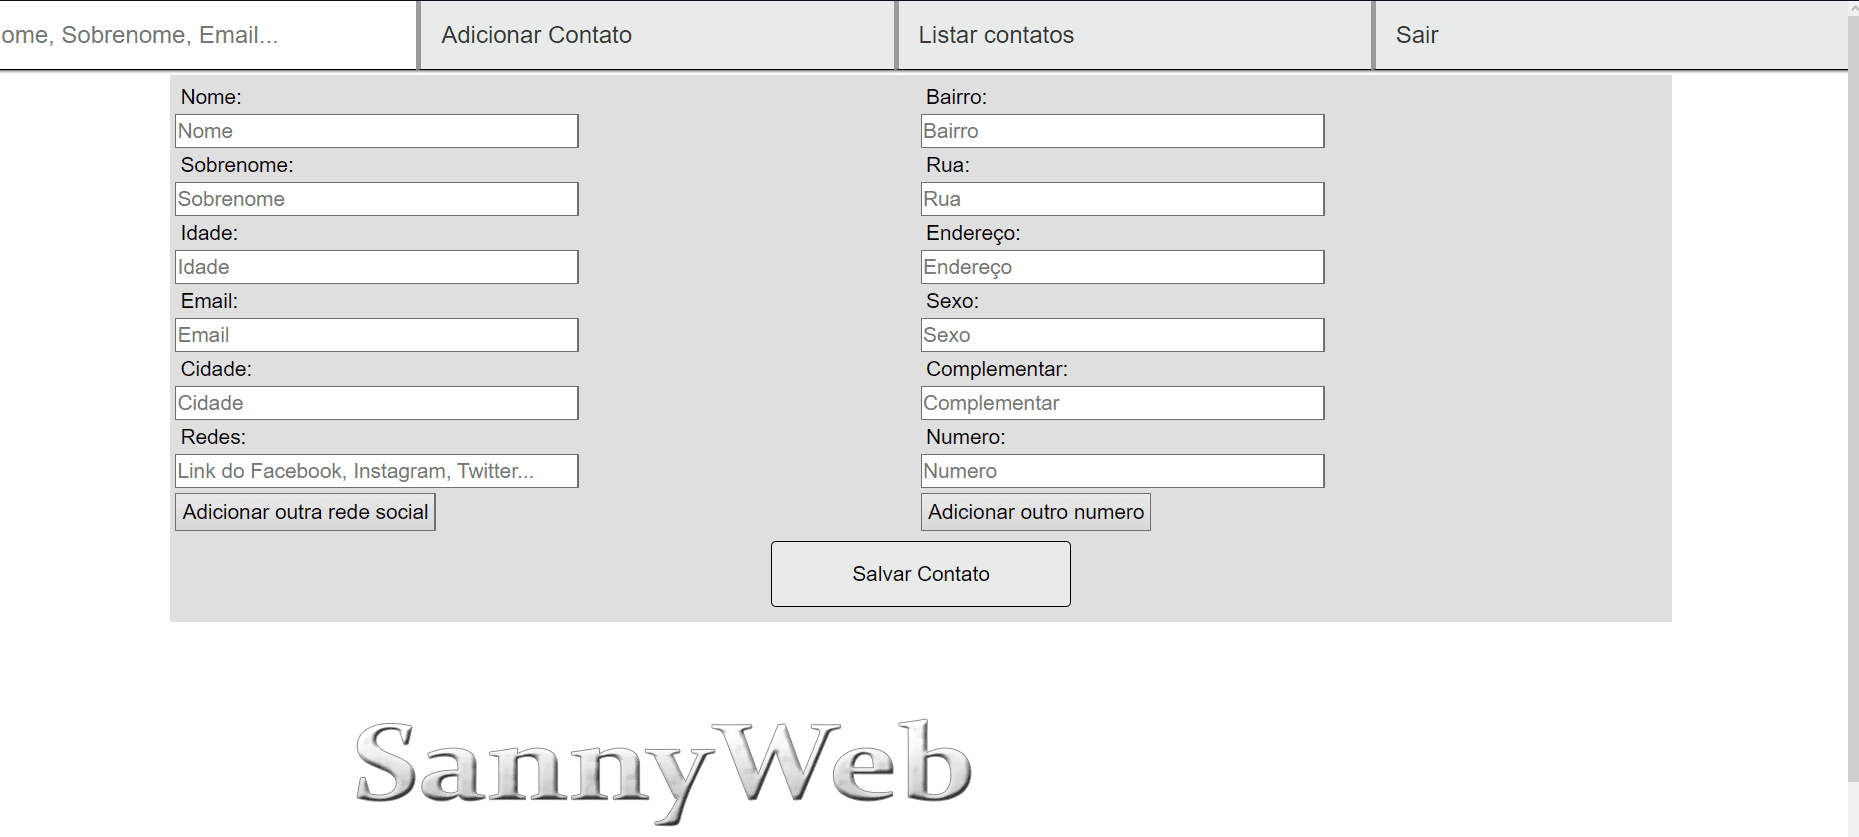 ome, Sobrenome, Email...
Adicionar Contato
Listar contatos
Sair
Nome:
Nome
Sobrenome:
Sobrenome
Idade:
Idade
Email:
Email
Cidade:
Cidade
Redes:
Link do Facebook, Instagram, Twitter...
Adicionar outra rede social
Bairro:
Bairro
Rua:
Rua
Endereço:
Endereço
Sexo:
Sexo
Complementar:
Complementar
Numero:
Numero
Adicionar outro numero
Salvar Contato
SannyWeb